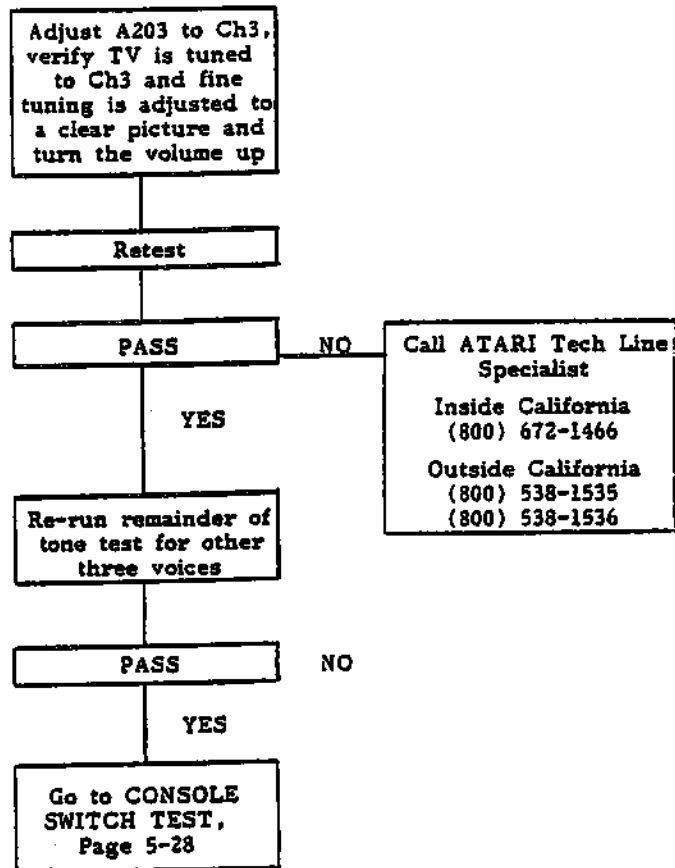 Adjust A203 to Ch3,
verify TV is tuned
to Ch3 and fine
tuning is adjusted to
a clear picture and
turn the volume up
Retest
PASS
NO
Call ATARI Tech Line
Specialist
Inside California
(800) 672-1466
Outside California
(800) 538-1535
(800) 538-1536
YES
Re-run remainder of
tone test for other
three voices
PASS
NO
YES
Go to CONSOLE
SWITCH TEST,
Page 5-28